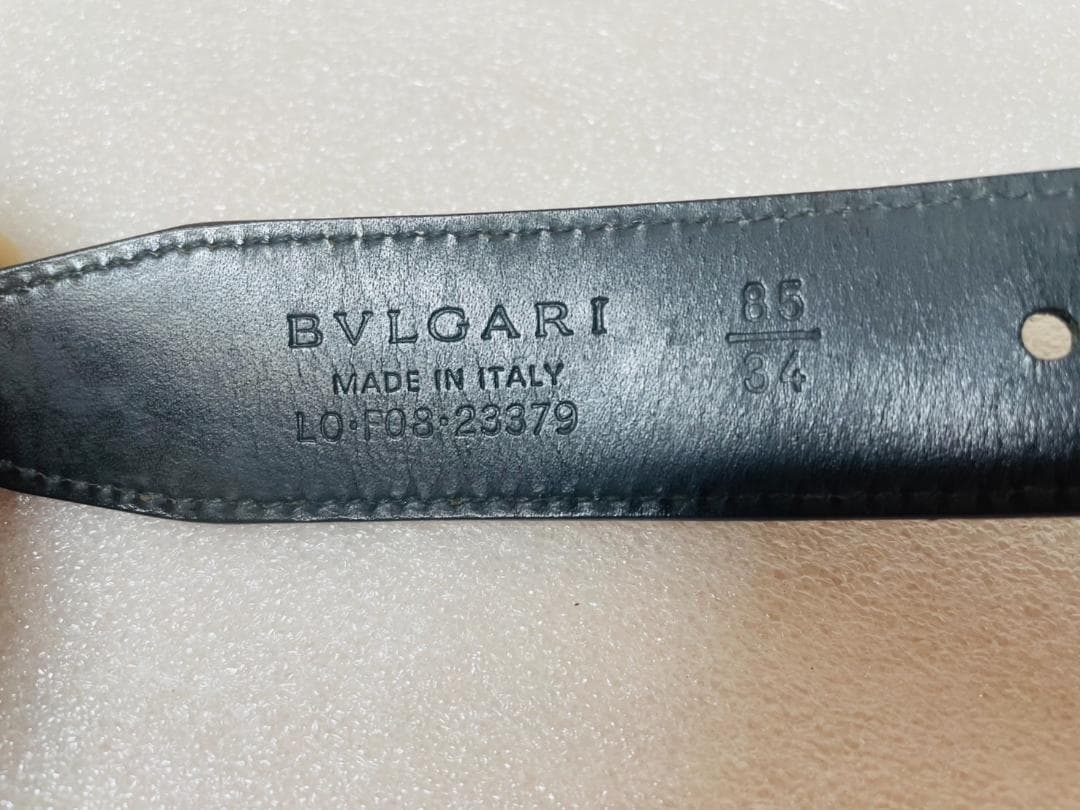 BVLGARI
MADE IN ITALY
LO·F08·23379
85
34